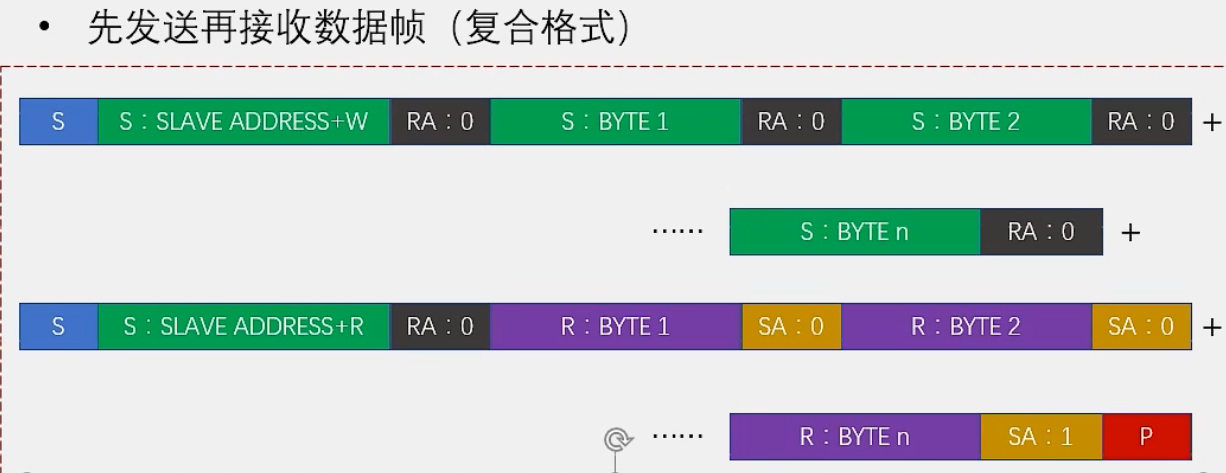 • 先发送再接收数据帧（复合格式）
S S：SLAVE ADDRESS+W RA：0 S：BYTE 1 RA：0 S：BYTE 2 RA：0 +
…… S：BYTE n RA：0 +
S S：SLAVE ADDRESS+R RA：0 R：BYTE 1 SA：0 R：BYTE 2 SA：0 +
…… R：BYTE n SA：1 P